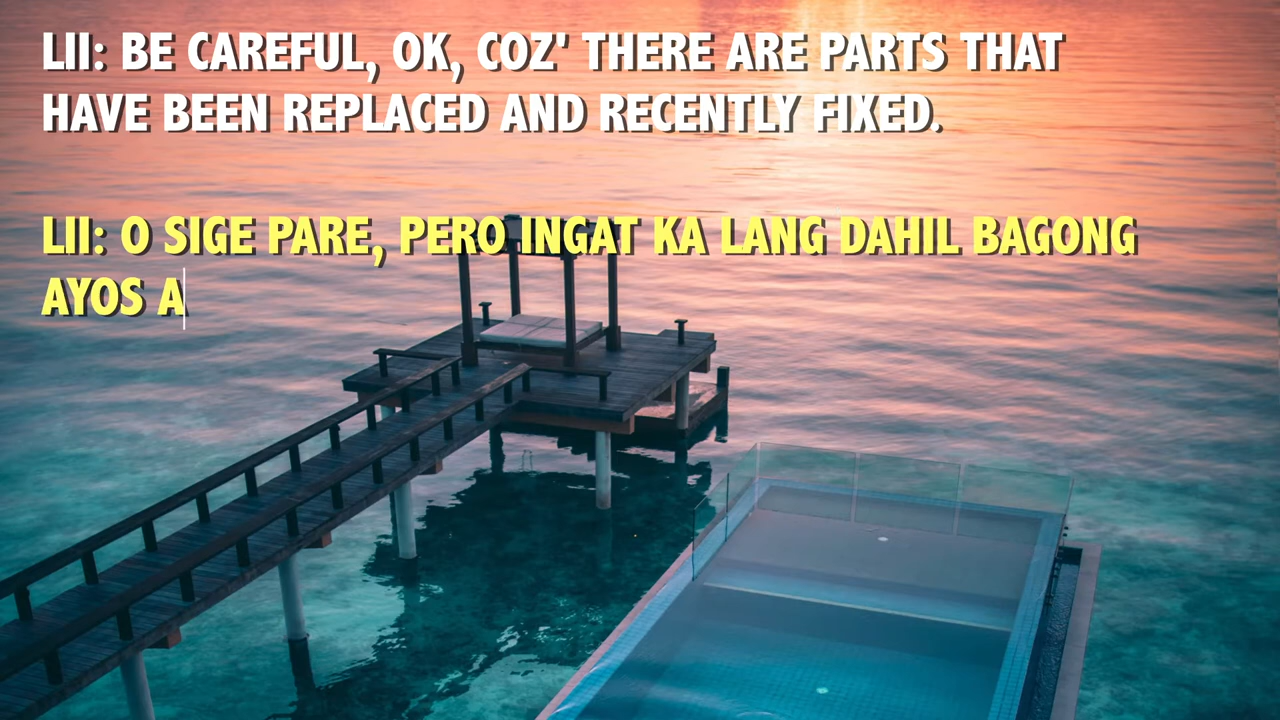 LII: BE CAREFUL, OK, COZ' THERE ARE PARTS THAT
HAVE BEEN REPLACED AND RECENTLY FIXED.
LII: O SIGE PARE, PERO INGAT KA LANG DAHIL BAGONG
AYOS A